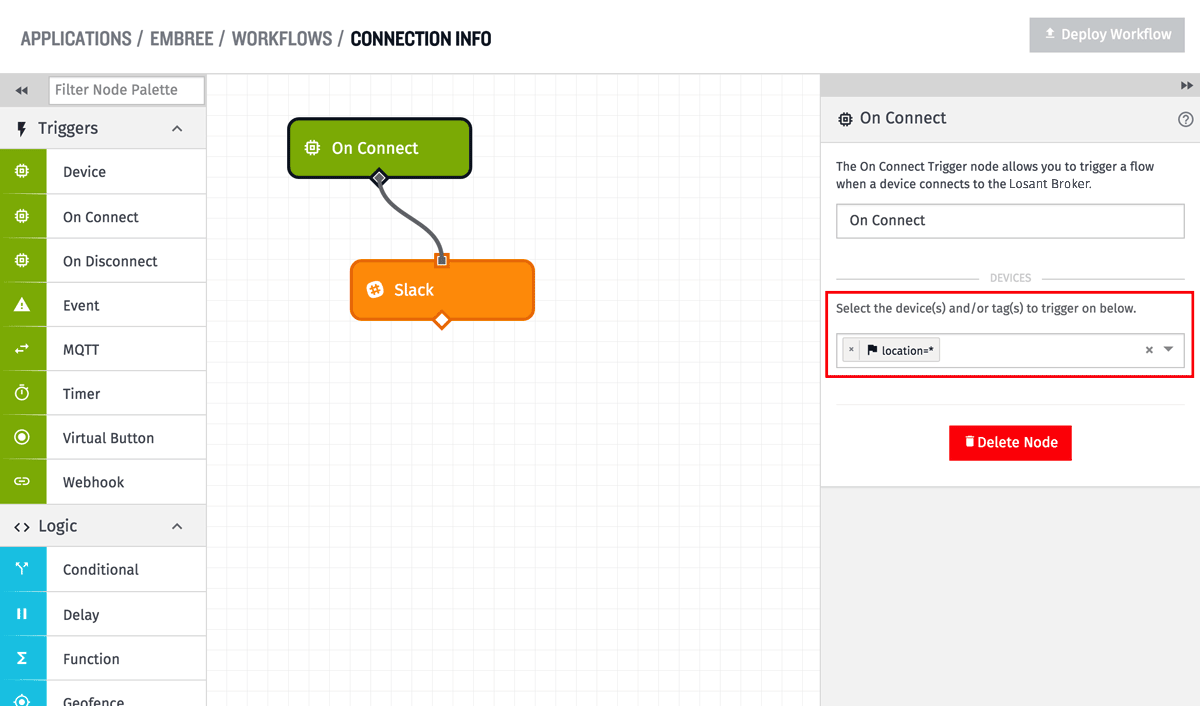 APPLICATIONS / EMBREE / WORKFLOWS / CONNECTION INFO
Deploy Workflow
Filter Node Palette
Triggers
Device
On Connect
On Disconnect
Event
MQTT
Timer
Virtual Button
Webhook
Logic
Conditional
Delay
Function
Geofence
On Connect
Slack
On Connect
The On Connect Trigger node allows you to trigger a flow
when a device connects to the Losant Broker.
On Connect
DEVICES
Select the device(s) and/or tag(s) to trigger on below.
× location=* ×
Delete Node